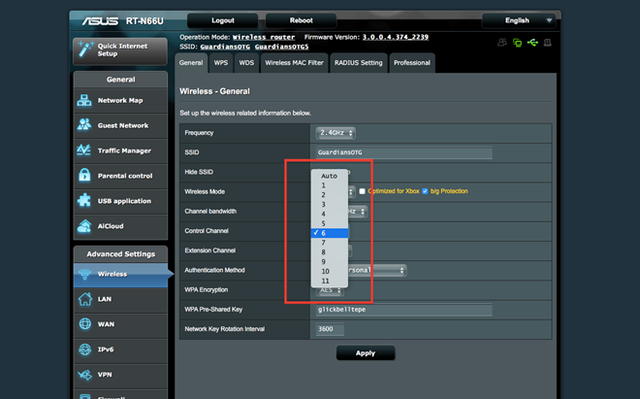 ASUS RT-N66U Logout Reboot English
Quick Internet Setup
Operation Mode: Wireless router Firmware Version: 3.0.0.4.374_2239
SSID: GuardiansOTG GuardiansOTG5
General WPS WDS Wireless MAC Filter RADIUS Setting Professional
General
Network Map
Guest Network
Traffic Manager
Parental control
USB application
AiCloud
Advanced Settings
Wireless
LAN
WAN
IPv6
VPN
Firewall
Wireless - General
Set up the wireless related information below.
Frequency 2.4GHz
SSID GuardiansOTG
Hide SSID
Wireless Mode Optimized for Xbox b/g Protection
Channel bandwidth
Control Channel
Auto
1
2
3
4
5
✓ 6
7
8
9
10
11
Extension Channel
Authentication Method
WPA Encryption AES
WPA Pre-Shared Key glickbelltepe
Network Key Rotation Interval 3600
Apply